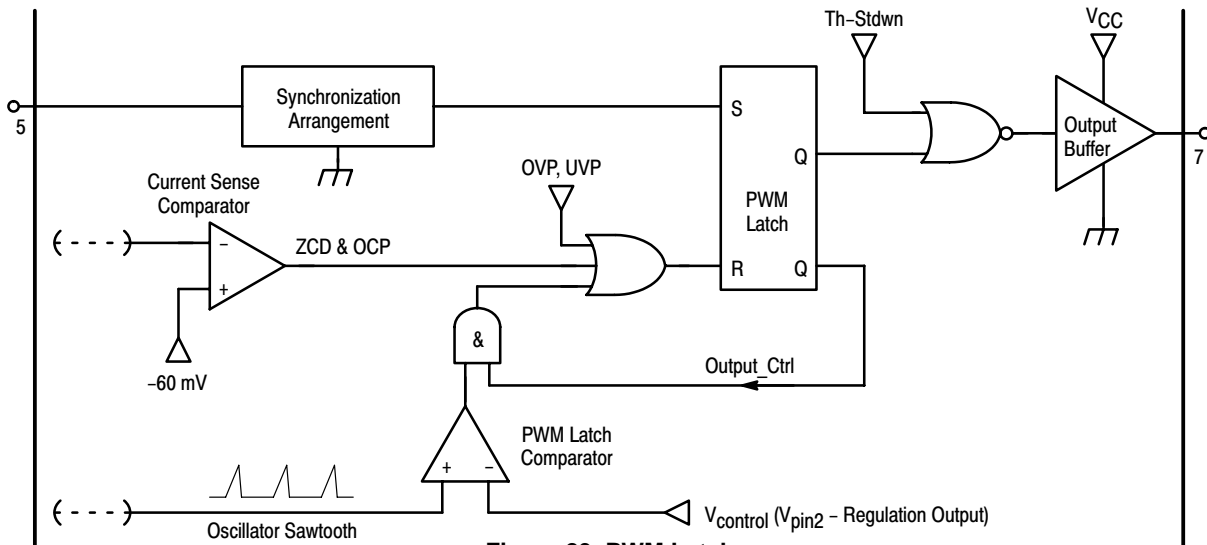 Th−Stdwn
VCC
5
Synchronization
Arrangement
S
Q
Output
Buffer
7
OVP, UVP
Current Sense
Comparator
PWM
Latch
−
ZCD & OCP
R
Q
+
&
−60 mV
Output_Ctrl
PWM Latch
Comparator
+
−
Oscillator Sawtooth
Vcontrol (Vpin2 − Regulation Output)